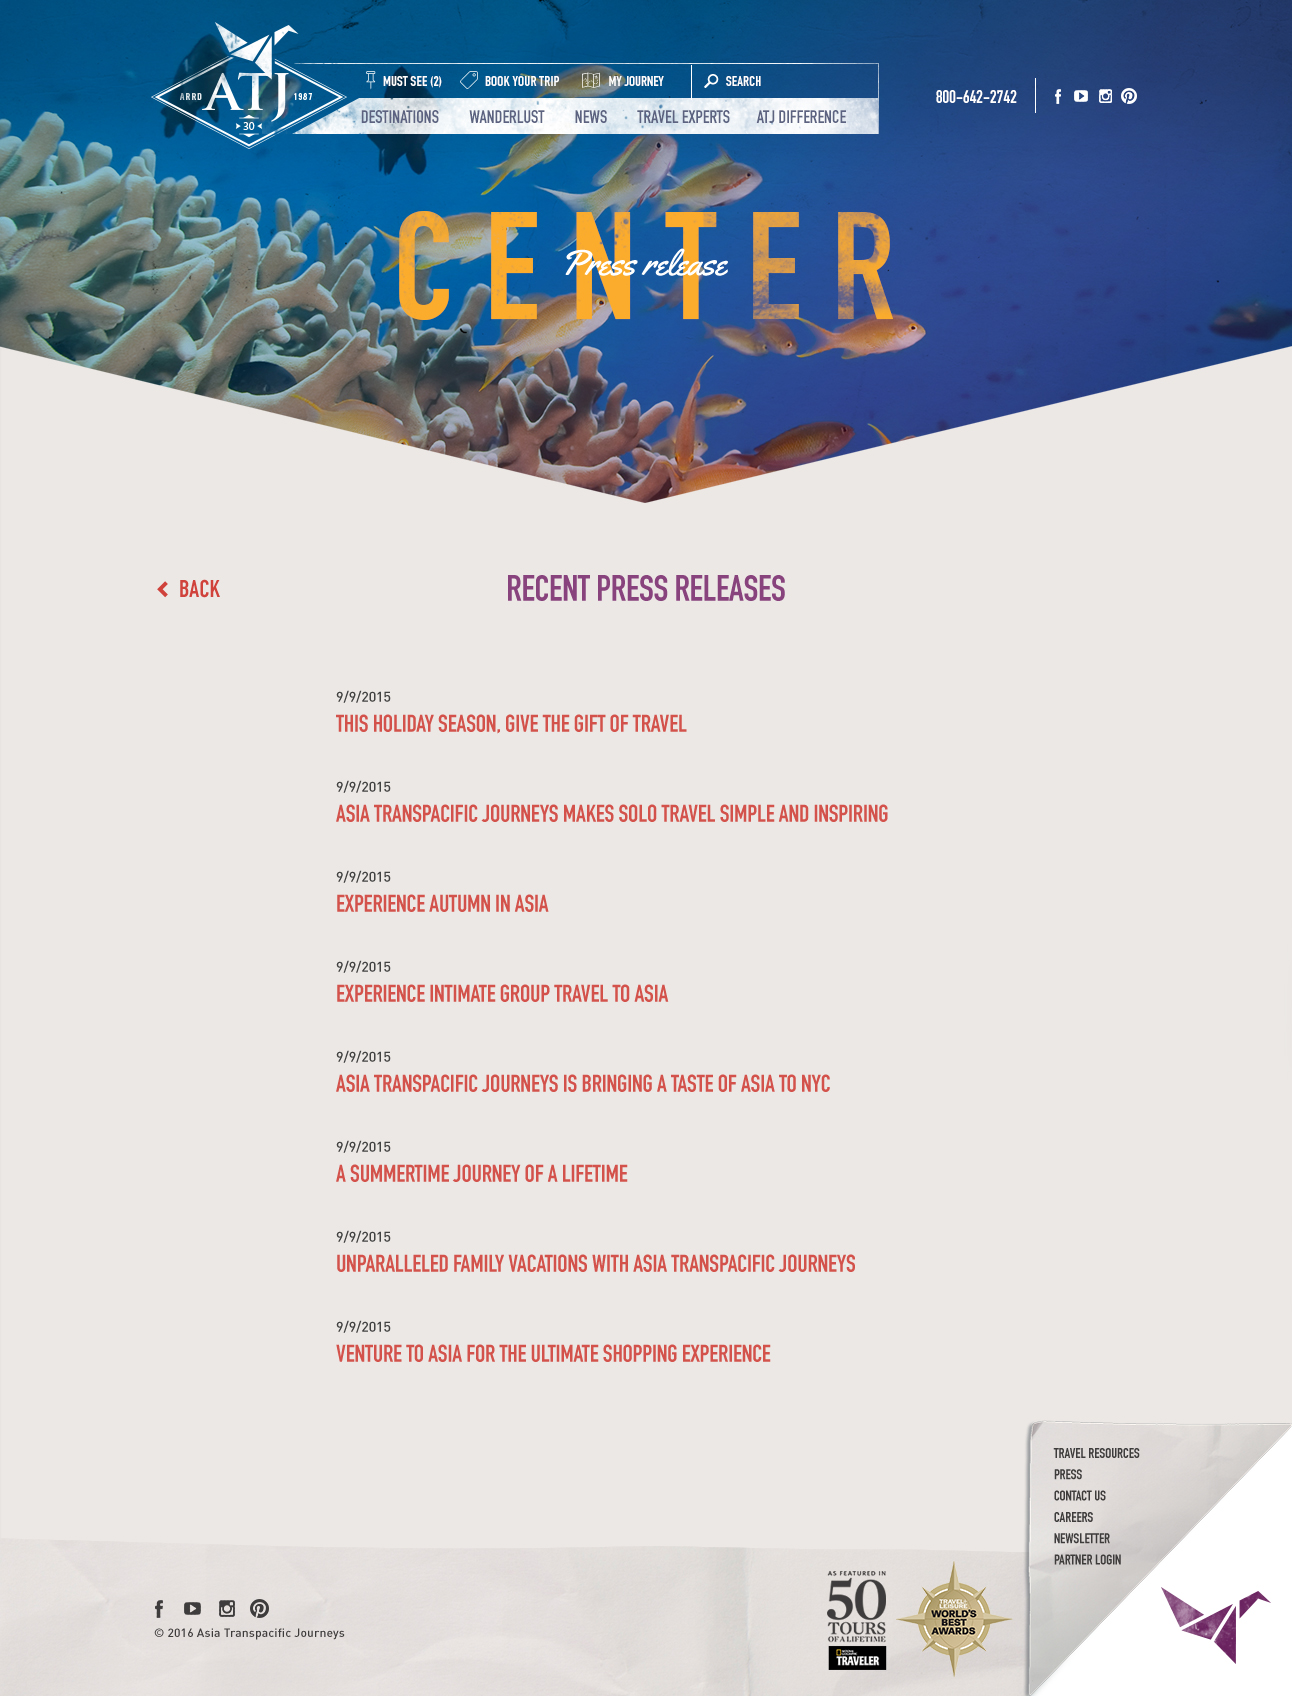 MUST SEE (2)
BOOK YOUR TRIP
MY JOURNEY
SEARCH
ARRD
ATJ
1987
30
800-642-2742
DESTINATIONS
WANDERLUST
NEWS
TRAVEL EXPERTS
ATJ DIFFERENCE
CENTER
Press release
BACK
RECENT PRESS RELEASES
9/9/2015
THIS HOLIDAY SEASON, GIVE THE GIFT OF TRAVEL
9/9/2015
ASIA TRANSPACIFIC JOURNEYS MAKES SOLO TRAVEL SIMPLE AND INSPIRING
9/9/2015
EXPERIENCE AUTUMN IN ASIA
9/9/2015
EXPERIENCE INTIMATE GROUP TRAVEL TO ASIA
9/9/2015
ASIA TRANSPACIFIC JOURNEYS IS BRINGING A TASTE OF ASIA TO NYC
9/9/2015
A SUMMERTIME JOURNEY OF A LIFETIME
9/9/2015
UNPARALLELED FAMILY VACATIONS WITH ASIA TRANSPACIFIC JOURNEYS
9/9/2015
VENTURE TO ASIA FOR THE ULTIMATE SHOPPING EXPERIENCE
TRAVEL RESOURCES
PRESS
CONTACT US
CAREERS
NEWSLETTER
PARTNER LOGIN
© 2016 Asia Transpacific Journeys
AS FEATURED IN
50
TOURS
OF A LIFETIME
NATIONAL GEOGRAPHIC
TRAVELER
TRAVEL+
LEISURE
WORLD'S
BEST
AWARDS